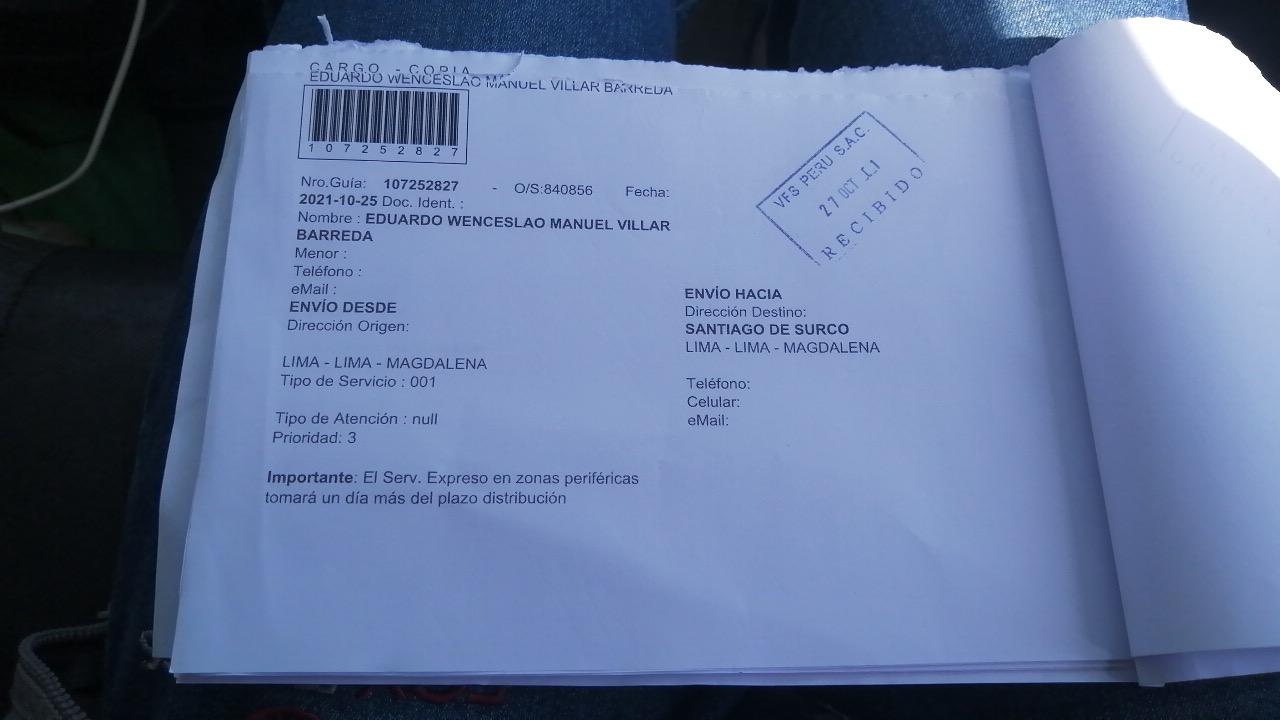 CARGO - COPIA
EDUARDO WENCESLAO MANUEL VILLAR BARREDA
107252827
Nro.Guía: 107252827 - O/S:840856 Fecha:
2021-10-25 Doc. Ident. :
Nombre : EDUARDO WENCESLAO MANUEL VILLAR
BARREDA
Menor :
Teléfono :
eMail :
ENVÍO DESDE
Dirección Origen:
LIMA - LIMA - MAGDALENA
Tipo de Servicio : 001
Tipo de Atención : null
Prioridad: 3
Importante: El Serv. Expreso en zonas periféricas
tomará un día más del plazo distribución
VFS PERU S.A.C.
27 OCT
RECIBIDO
ENVÍO HACIA
Dirección Destino:
SANTIAGO DE SURCO
LIMA - LIMA - MAGDALENA
Teléfono:
Celular:
eMail: